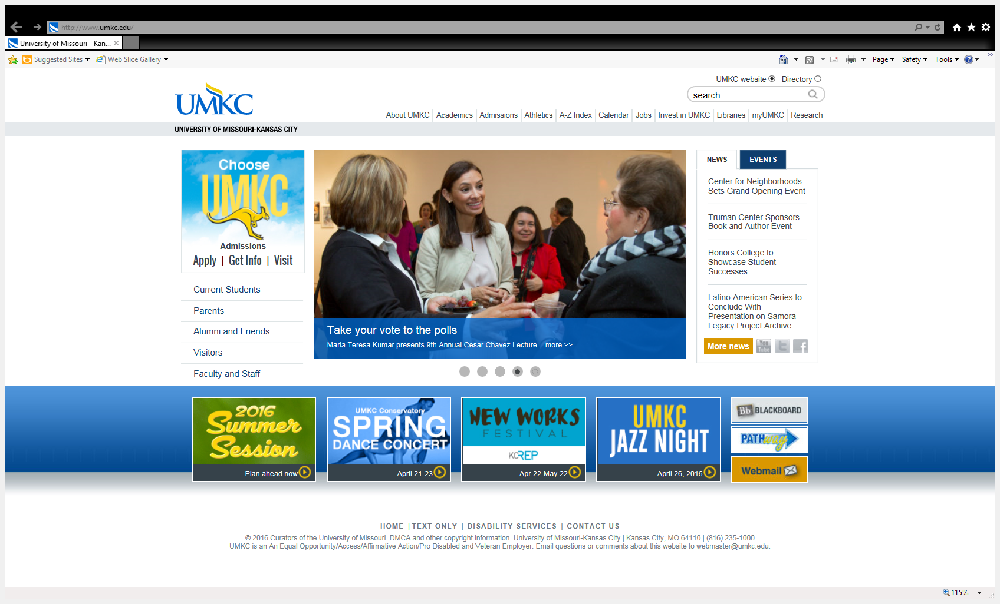 http://www.umkc.edu/
University of Missouri - Kan...
Suggested Sites
Web Slice Gallery
Page
Safety
Tools
UMKC website
Directory
search...
UMKC
About UMKC
Academics
Admissions
Athletics
A-Z Index
Calendar
Jobs
Invest in UMKC
Libraries
myUMKC
Research
UNIVERSITY OF MISSOURI-KANSAS CITY
Choose
UMKC
Admissions
Apply | Get Info | Visit
Current Students
Parents
Alumni and Friends
Visitors
Faculty and Staff
Take your vote to the polls
Maria Teresa Kumar presents 9th Annual Cesar Chavez Lecture... more >>
NEWS
EVENTS
Center for Neighborhoods
Sets Grand Opening Event
Truman Center Sponsors
Book and Author Event
Honors College to
Showcase Student
Successes
Latino-American Series to
Conclude With
Presentation on Samora
Legacy Project Archive
More news
You
Tube
2016
Summer
Session
Plan ahead now
UMKC Conservatory
SPRING
DANCE CONCERT
April 21-23
NEW WORKS
FESTIVAL
KCREP
Apr 22-May 22
UMKC
JAZZ NIGHT
April 26, 2016
Bb BLACKBOARD
PATHway
Webmail
HOME | TEXT ONLY | DISABILITY SERVICES | CONTACT US
© 2016 Curators of the University of Missouri. DMCA and other copyright information. University of Missouri-Kansas City | Kansas City, MO 64110 | (816) 235-1000
UMKC is an An Equal Opportunity/Access/Affirmative Action/Pro Disabled and Veteran Employer. Email questions or comments about this website to webmaster@umkc.edu.
115%